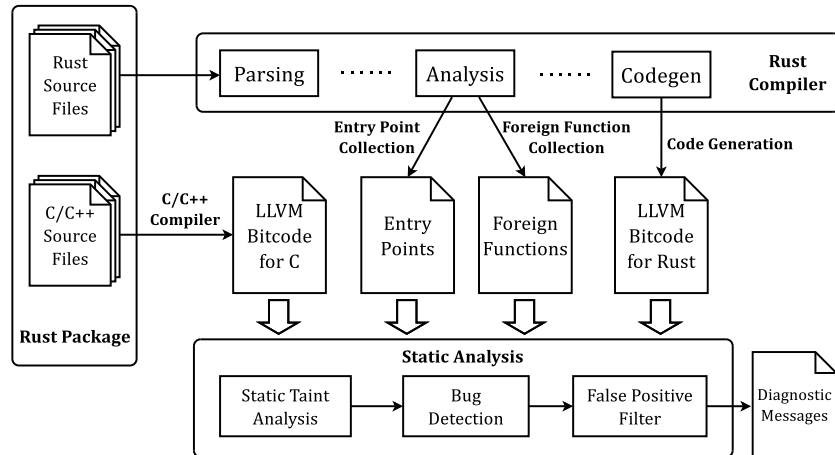 Rust
Source
Files
Parsing
......
Analysis
......
Codegen
Rust
Compiler
Entry Point
Collection
Foreign Function
Collection
Code Generation
C/C++
Source
Files
C/C++
Compiler
LLVM
Bitcode
for C
Entry
Points
Foreign
Functions
LLVM
Bitcode
for Rust
Rust Package
Static Analysis
Static Taint
Analysis
Bug
Detection
False Positive
Filter
Diagnostic
Messages